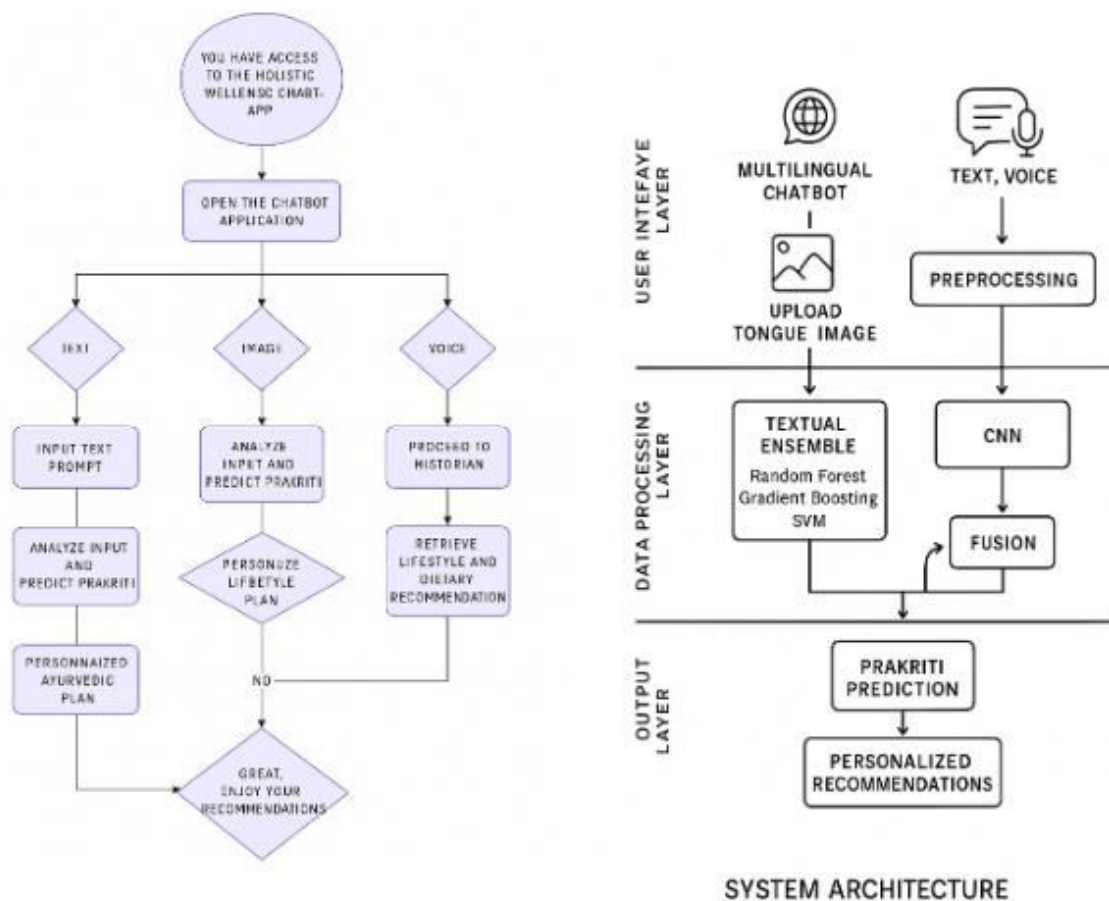 YOU HAVE ACCESS
TO THE HOLISTIC
WELLENSC CHABT-
APP
OPEN THE CHATBOT
APPLICATION
TEXT
IMAGE
VOICE
INPUT TEXT
PROMPT
ANALYZE
INPUT AND
PREDICT PRAKRITI
PROCEED TO
HISTORIAN
ANALYZE INPUT
AND
PREDICT PRAKRITI
PERSONUZE
LIFBETYLE
PLAN
RETRIEVE
LIFESTYLE AND
DIETARY
RECOMMENDATION
PERSONNAIZED
AYURVEDIC
PLAN
NO
GREAT,
ENJOY YOUR
RECOMMENDATIONS
USER INTEFAYE
LAYER
MULTILINGUAL
CHATBOT
TEXT, VOICE
UPLOAD
TONGUE IMAGE
PREPROCESSING
DATA PROCESSING
LAYER
TEXTUAL
ENSEMBLE
Random Forest
Gradient Boosting
SVM
CNN
FUSION
OUTPUT
LAYER
PRAKRITI
PREDICTION
PERSONALIZED
RECOMMENDATIONS
SYSTEM ARCHITECTURE